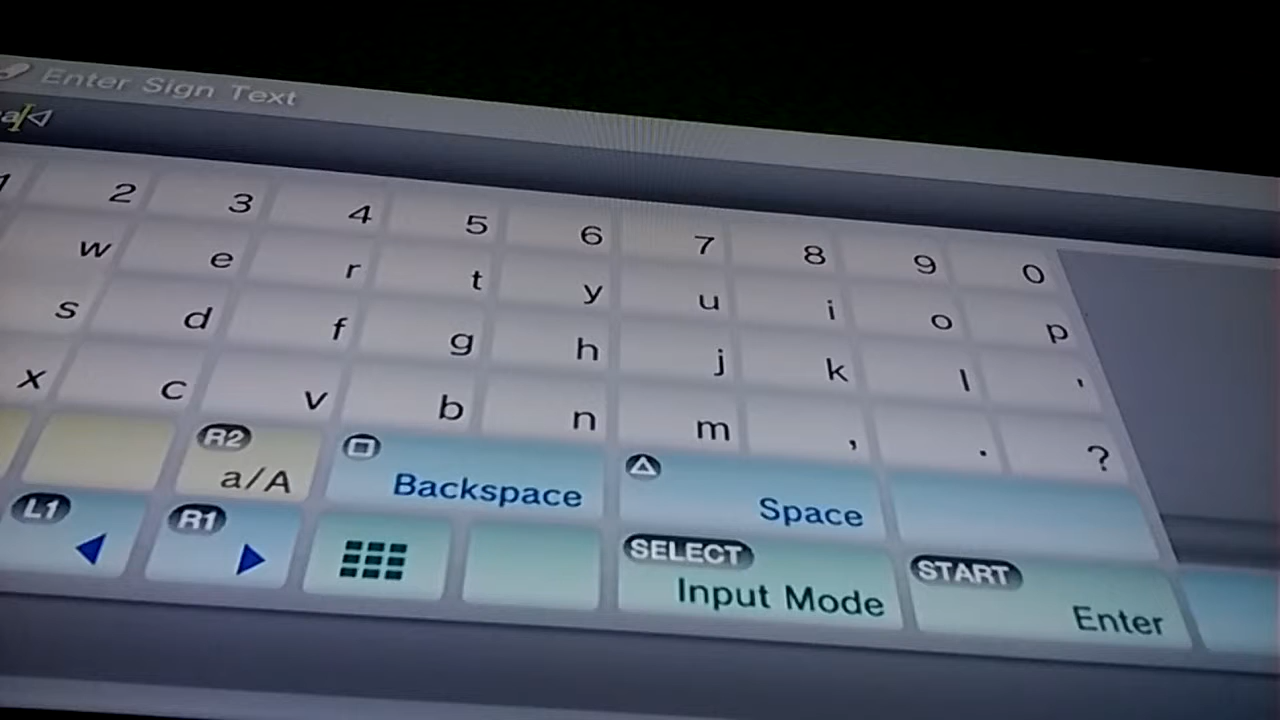 Enter Sign Text
a
1 2 3 4 5 6 7 8 9 0
w e r t y u i o p
s d f g h j k l '
x c v b n m , . ?
R2 a/A Backspace Space
L1 R1 SELECT Input Mode START Enter